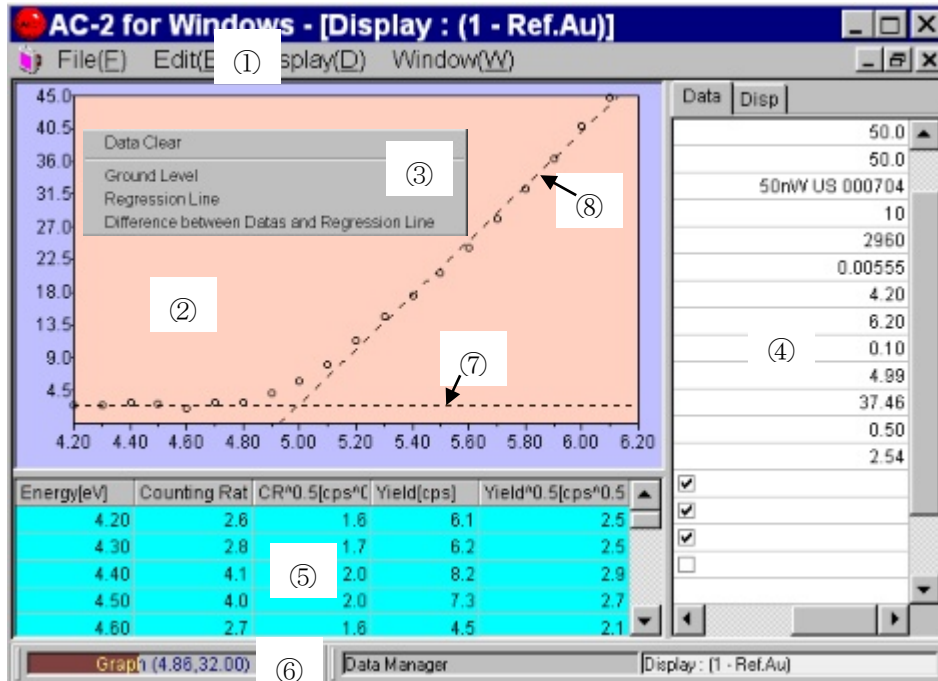 AC-2 for Windows - [Display : (1 - Ref.Au)]
File(F) Edit(E ① splay(D) Window(W)
45.0
40.5
36.0
31.5
27.0
22.5
18.0
13.5
9.0
4.5
4.20 4.40 4.60 4.80 5.00 5.20 5.40 5.60 5.80 6.00 6.20
Data Clear
Ground Level
③
Regression Line
Difference between Datas and Regression Line
②
⑧
⑦
Data Disp
50.0
50.0
50nW US 000704
10
2960
0.00555
4.20
6.20
0.10
④
4.99
37.46
0.50
2.54
Energy[eV] Counting Rat CR^0.5[cps^0 Yield[cps] Yield^0.5[cps^0.5
4.20 2.6 1.6 6.1 2.5
4.30 2.8 1.7 6.2 2.5
4.40 4.1 2.0 8.2 2.9
⑤
4.50 4.0 2.0 7.3 2.7
4.60 2.7 1.6 4.5 2.1
Graph (4.86,32.00) ⑥ Data Manager Display : (1 - Ref.Au)